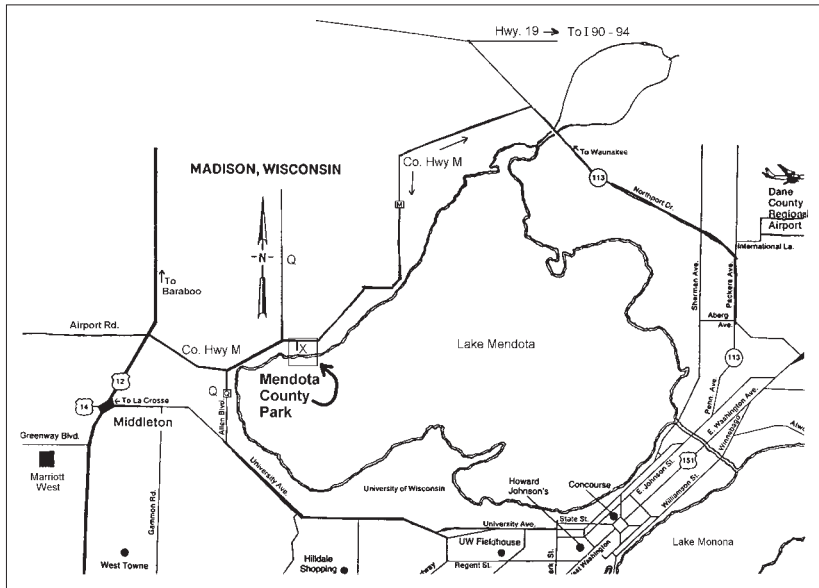 Hwy. 19 → To I 90 - 94
To Waunakee
Co. Hwy M
MADISON, WISCONSIN
113
Northport Dr.
Dane
County
Regional
Airport
International La.
M
N
Q
To
Baraboo
Sherman Ave.
Packers Ave.
Airport Rd.
Aberg
Ave.
Lake Mendota
Co. Hwy M
X
113
12
Mendota
County
Park
Q
Q
Allen Blvd.
Penn. Ave.
14
To La Crosse
Middleton
E. Washington Ave.
Winnebago
Greenway Blvd.
Marriott
West
Gammon Rd.
University Ave.
151
Howard
Johnson's
Concourse
E. Johnson St.
Williamson St.
University of Wisconsin
University Ave.
State St.
UW Fieldhouse
Lake Monona
West Towne
Hilldale
Shopping
Regent St.